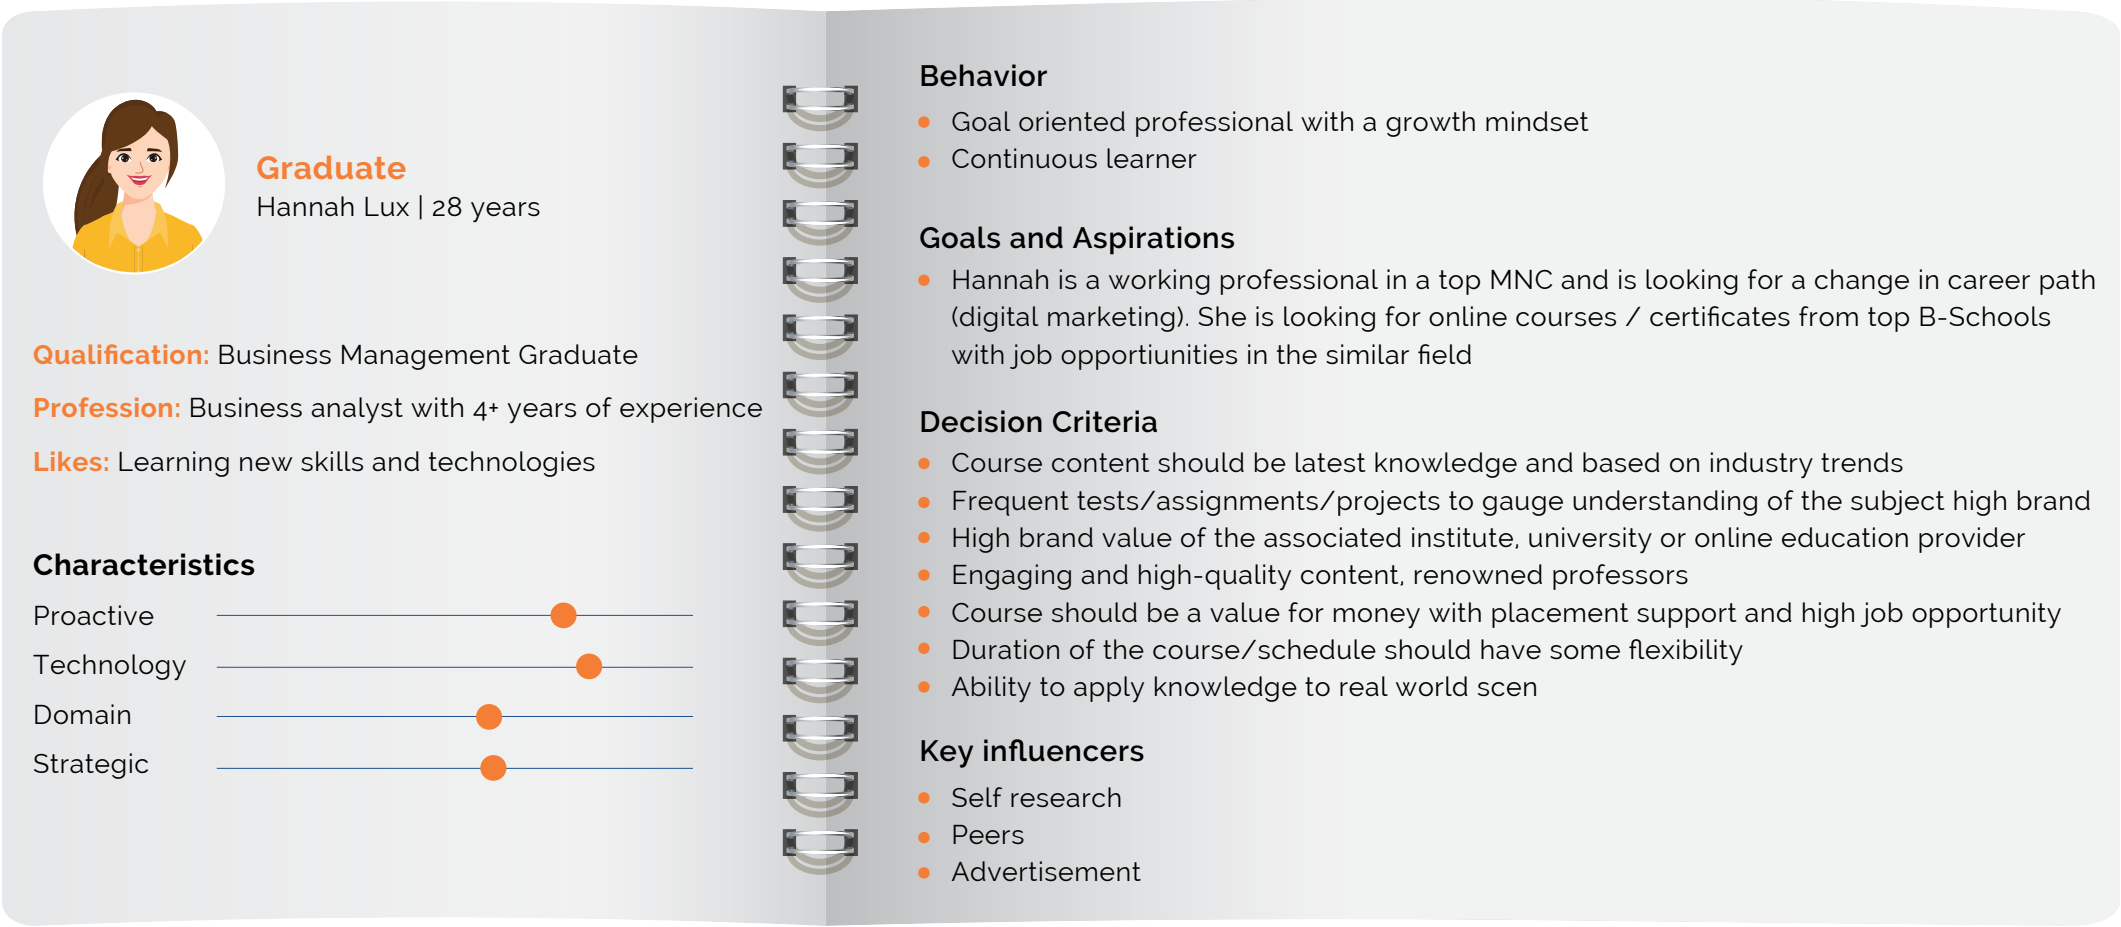 Graduate
Hannah Lux | 28 years
Qualification: Business Management Graduate
Profession: Business analyst with 4+ years of experience
Likes: Learning new skills and technologies
Characteristics
Proactive
Technology
Domain
Strategic
Behavior
Goal oriented professional with a growth mindset
Continuous learner
Goals and Aspirations
Hannah is a working professional in a top MNC and is looking for a change in career path
(digital marketing). She is looking for online courses / certificates from top B-Schools
with job opportiunities in the similar field
Decision Criteria
Course content should be latest knowledge and based on industry trends
Frequent tests/assignments/projects to gauge understanding of the subject high brand
High brand value of the associated institute, university or online education provider
Engaging and high-quality content, renowned professors
Course should be a value for money with placement support and high job opportunity
Duration of the course/schedule should have some flexibility
Ability to apply knowledge to real world scen
Key influencers
Self research
Peers
Advertisement